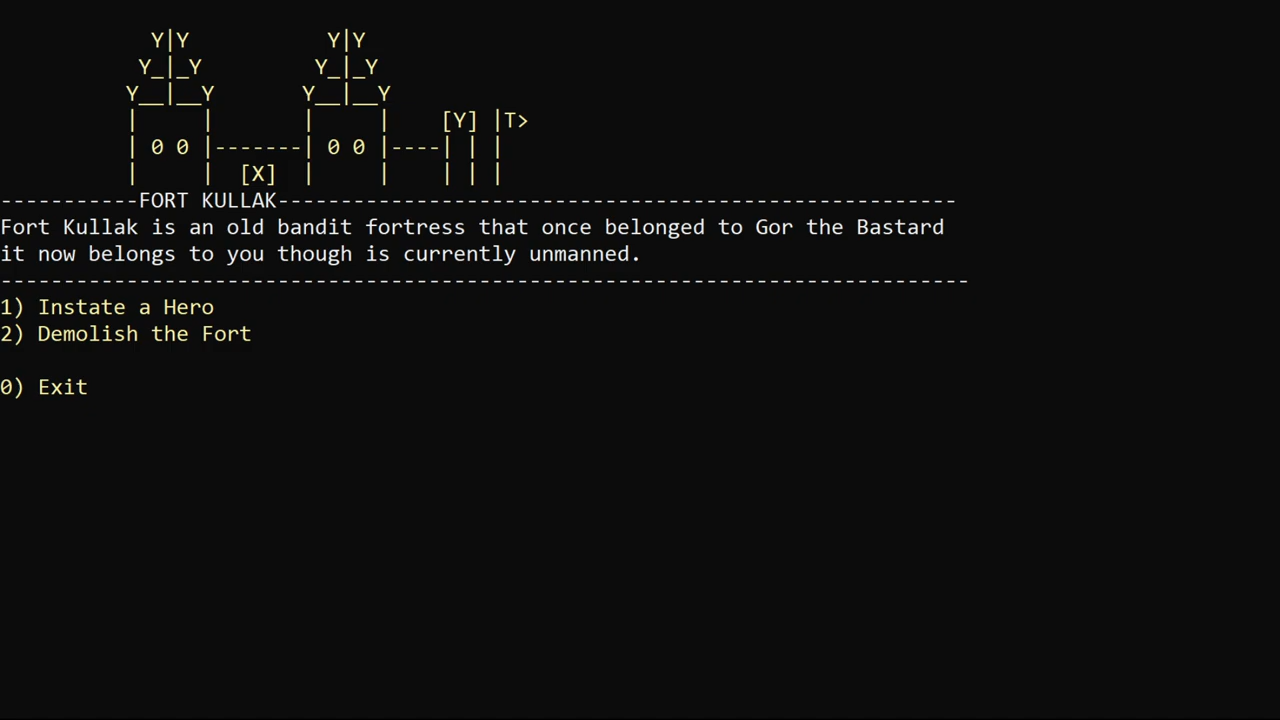 Y|Y           Y|Y
           Y_|_Y         Y_|_Y
          Y__|__Y       Y__|__Y
          |     |       |     |    [Y] |T>
          | 0 0 |-------| 0 0 |----| | |
          |     |  [X]  |     |    | | |
-----------FORT KULLAK------------------------------------------------------
Fort Kullak is an old bandit fortress that once belonged to Gor the Bastard
it now belongs to you though is currently unmanned.
-----------------------------------------------------------------------------
1) Instate a Hero
2) Demolish the Fort
0) Exit